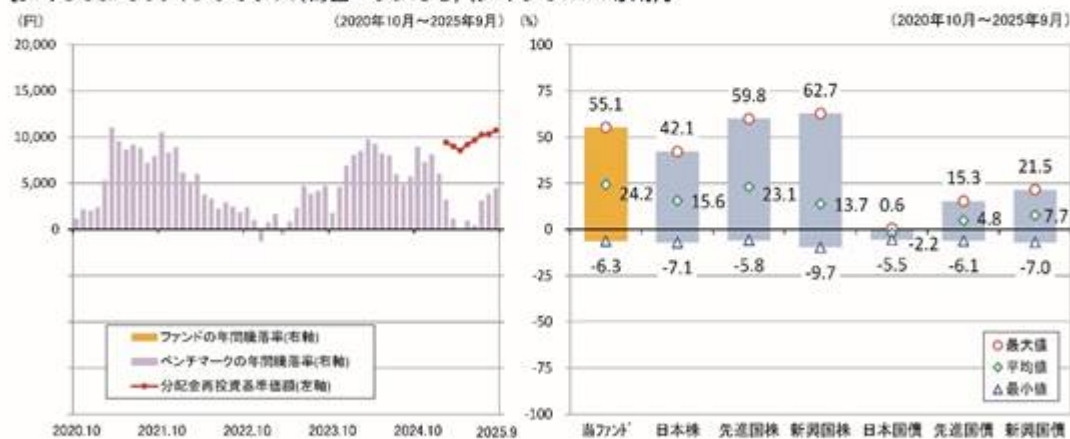 (円)
(2020年10月～2025年9月)
20,000
15,000
10,000
5,000
0
ファンドの年間騰落率(右軸)
ベンチマークの年間騰落率(右軸)
分配金再投資基準価額(左軸)
2020.10 2021.10 2022.10 2023.10 2024.10 2025.9
(%)
(2020年10月～2025年9月)
100
75
50
25
0
-25
-50
-75
-100
55.1 42.1 59.8 62.7 0.6 15.3 21.5
24.2 15.6 23.1 13.7 -2.2 4.8 7.7
-6.3 -7.1 -5.8 -9.7 -5.5 -6.1 -7.0
最大値
平均値
最小値
当ファンド 日本株 先進国株 新興国株 日本国債 先進国債 新興国債